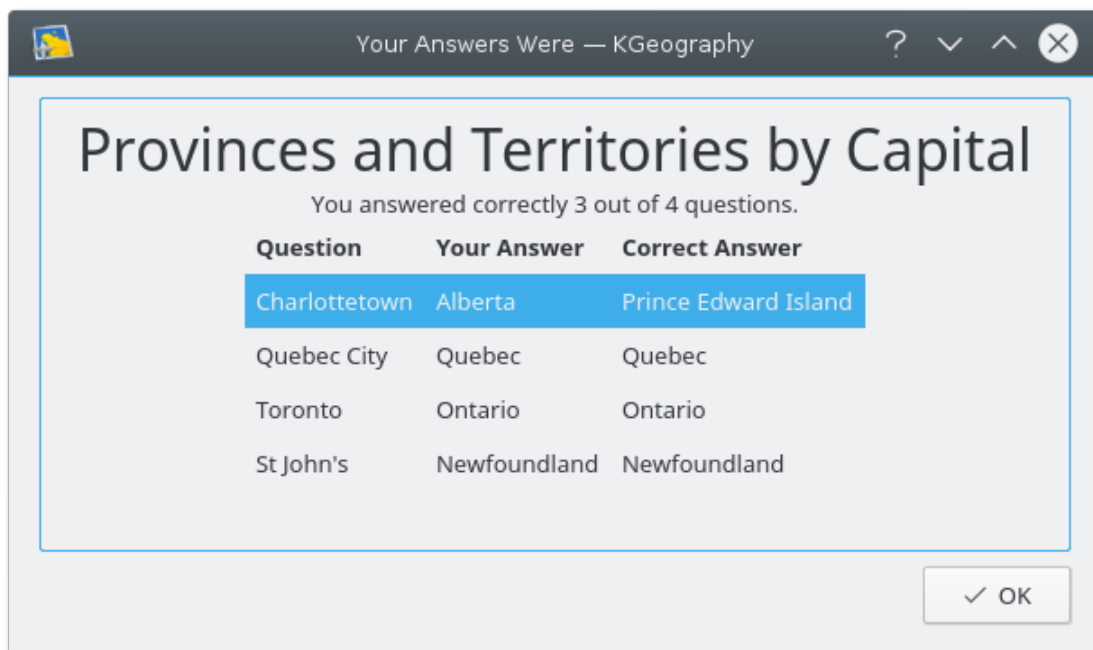 Your Answers Were — KGeography
Provinces and Territories by Capital
You answered correctly 3 out of 4 questions.
Question Your Answer Correct Answer
Charlottetown Alberta Prince Edward Island
Quebec City Quebec Quebec
Toronto Ontario Ontario
St John's Newfoundland Newfoundland
OK